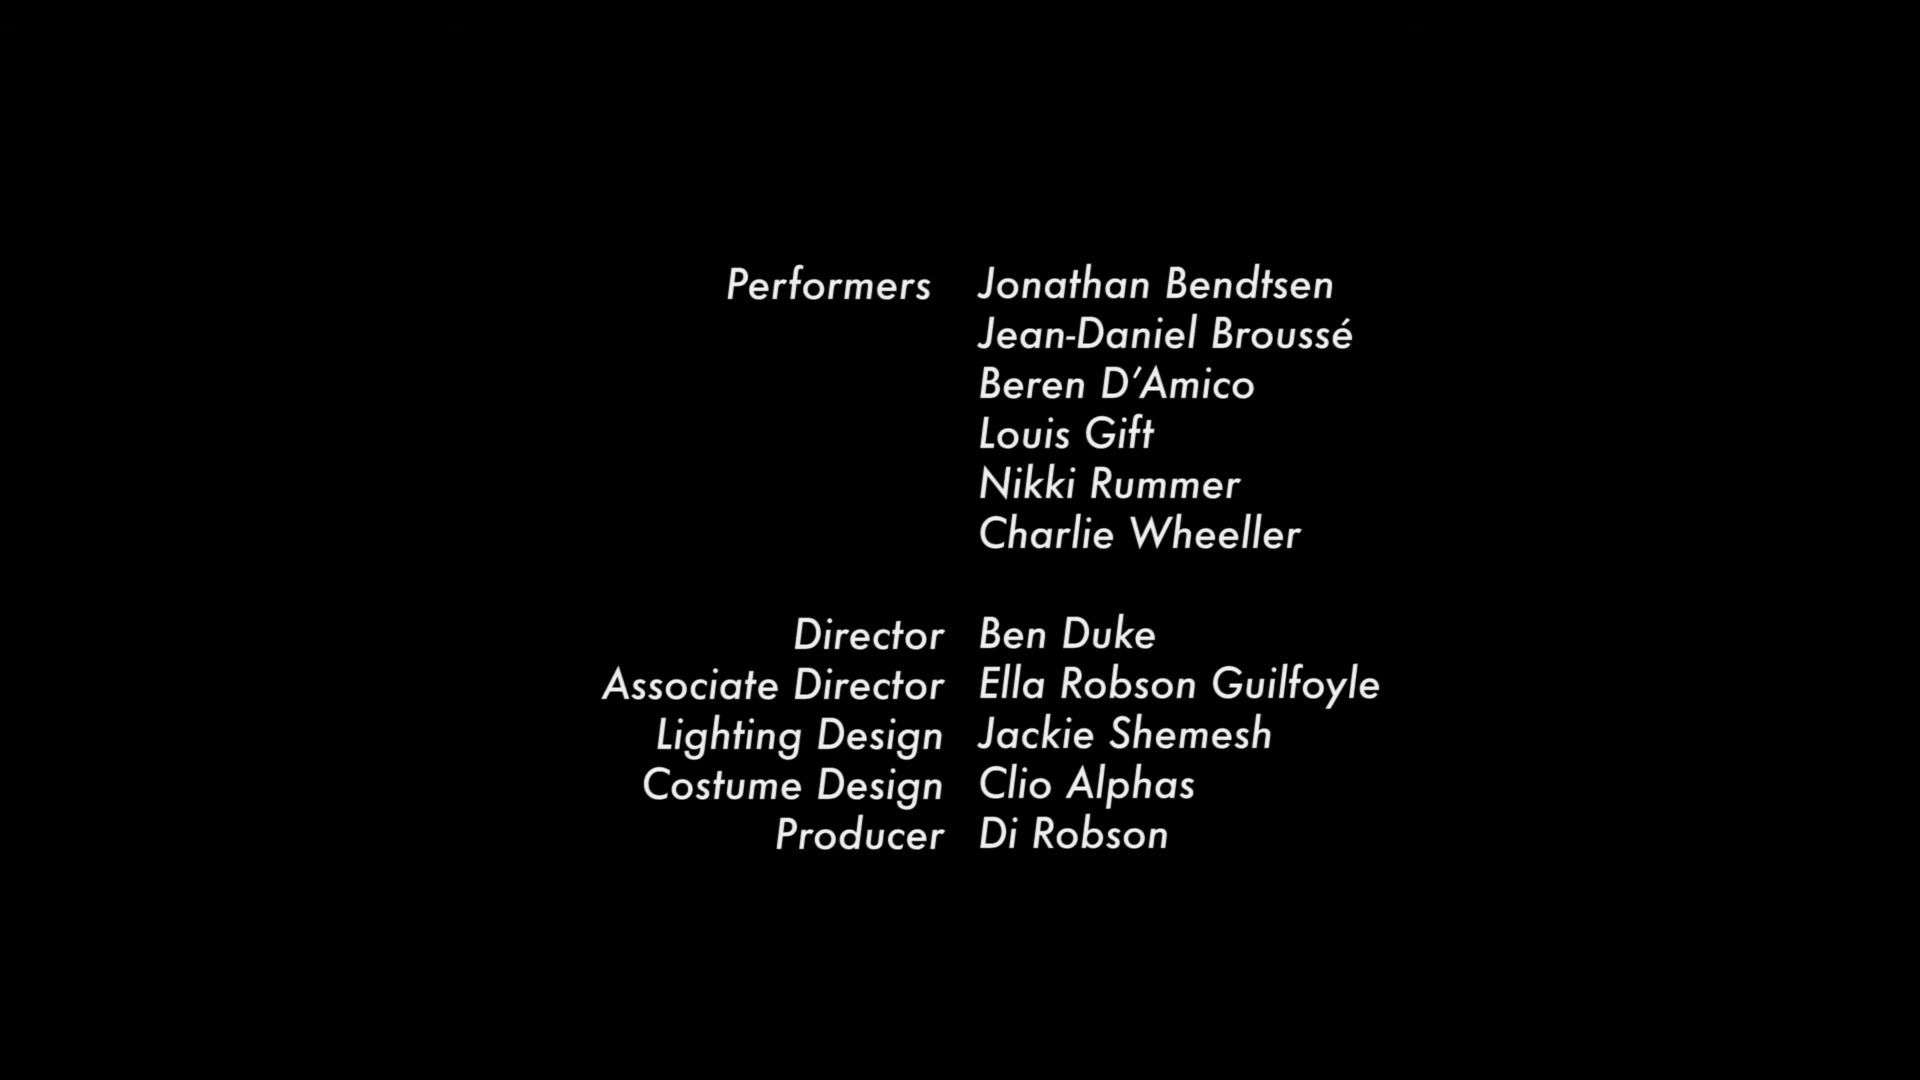 Performers Jonathan Bendtsen
Jean-Daniel Broussé
Beren D'Amico
Louis Gift
Nikki Rummer
Charlie Wheeller
Director Ben Duke
Associate Director Ella Robson Guilfoyle
Lighting Design Jackie Shemesh
Costume Design Clio Alphas
Producer Di Robson